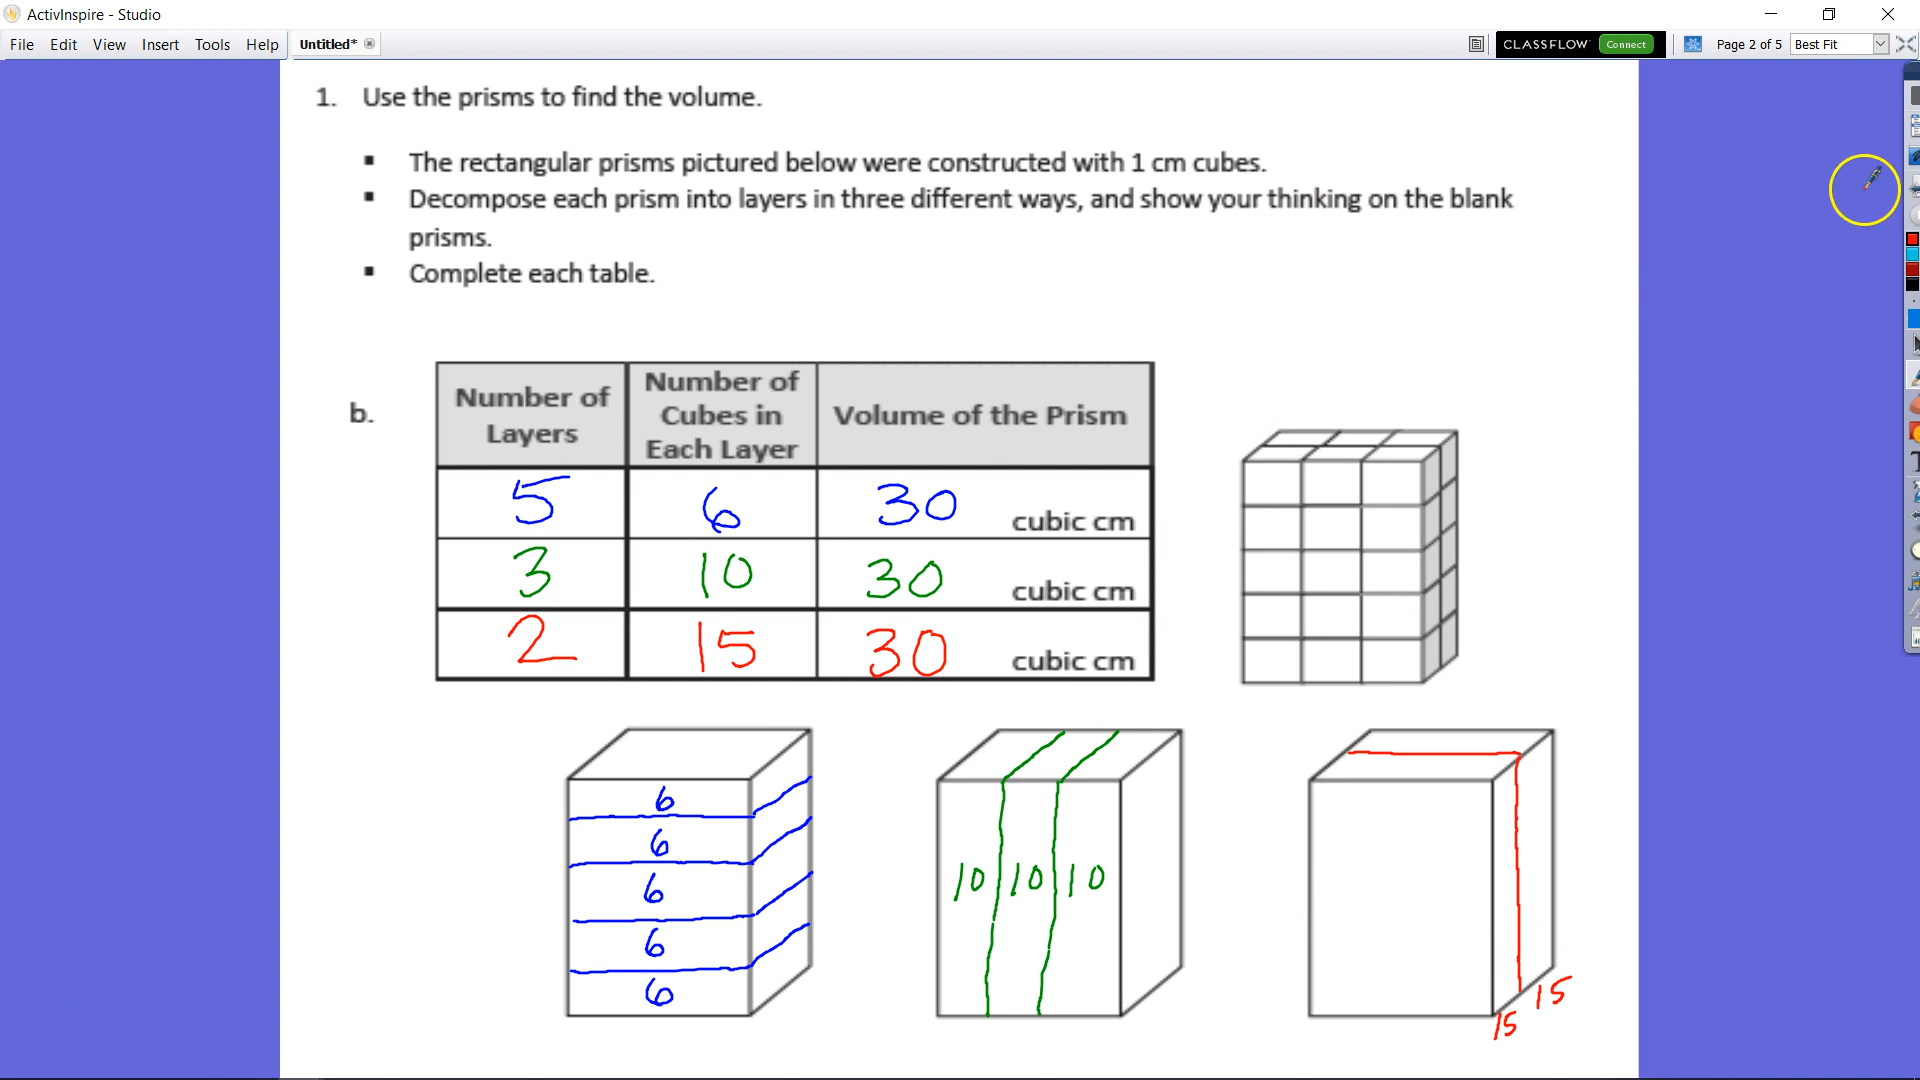 ActivInspire - Studio
File Edit View Insert Tools Help Untitled* CLASSFLOW Connect Page 2 of 5 Best Fit
1. Use the prisms to find the volume.
▪ The rectangular prisms pictured below were constructed with 1 cm cubes.
▪ Decompose each prism into layers in three different ways, and show your thinking on the blank
prisms.
▪ Complete each table.
b.
Number of
Layers
Number of
Cubes in
Each Layer
Volume of the Prism
5 6 30 cubic cm
3 10 30 cubic cm
2 15 30 cubic cm
6
6
6
6
6
10 10 10
15
15